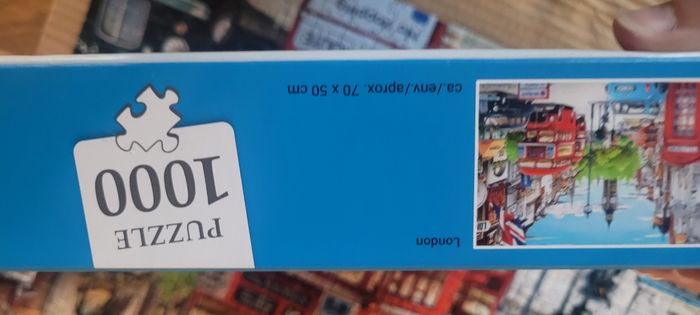 PUZZLE
1000
London
ca./env./aprox. 70 x 50 cm